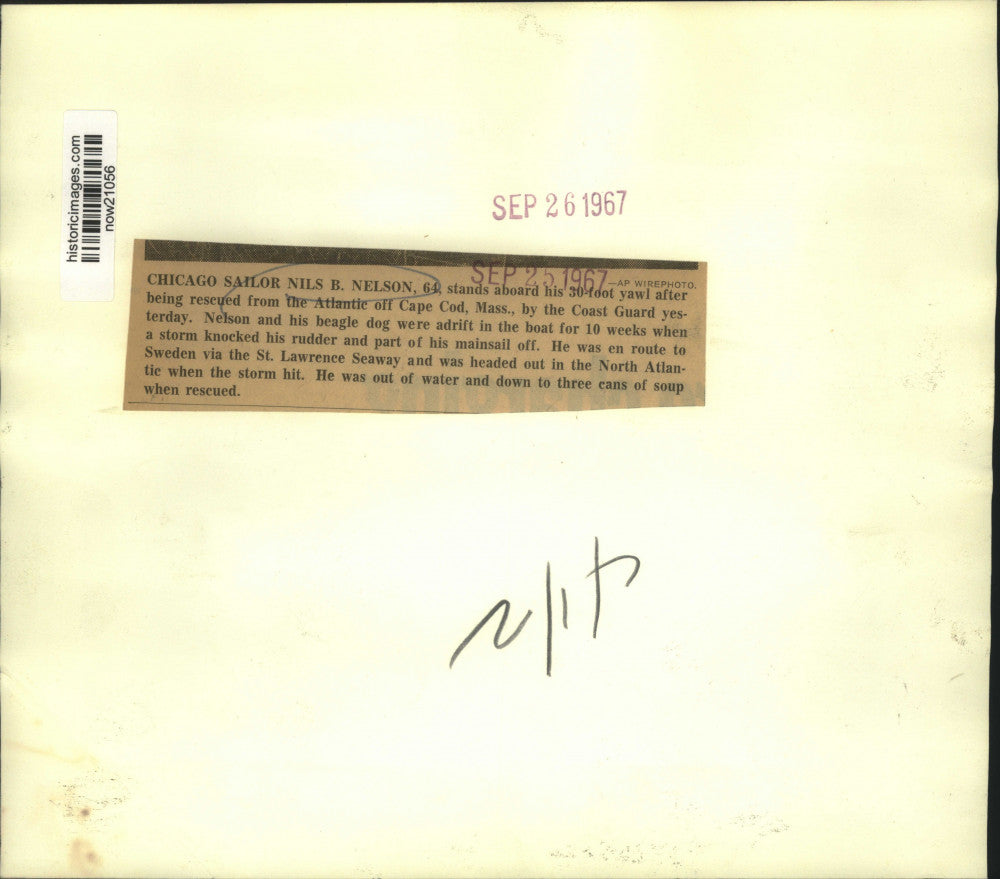 historicimages.com
now21056
SEP 26 1967
SEP 25 1967
—AP WIREPHOTO.
CHICAGO SAILOR NILS B. NELSON, 64, stands aboard his 30-foot yawl after
being rescued from the Atlantic off Cape Cod, Mass., by the Coast Guard yes-
terday. Nelson and his beagle dog were adrift in the boat for 10 weeks when
a storm knocked his rudder and part of his mainsail off. He was en route to
Sweden via the St. Lawrence Seaway and was headed out in the North Atlan-
tic when the storm hit. He was out of water and down to three cans of soup
when rescued.